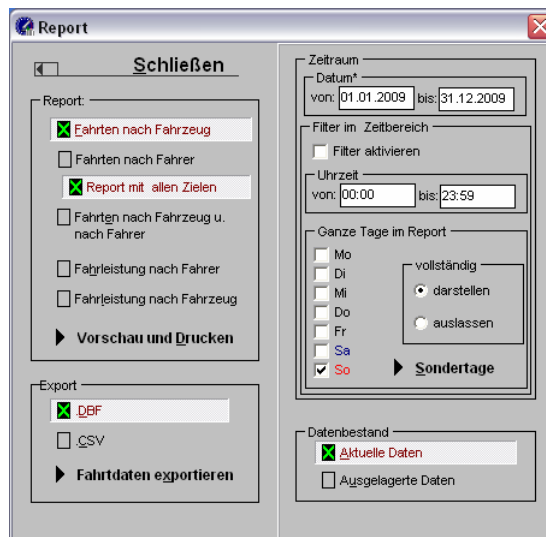 Report
Schließen
Report:
Fahrten nach Fahrzeug
Fahrten nach Fahrer
Report mit allen Zielen
Fahrten nach Fahrzeug u.
nach Fahrer
Fahrleistung nach Fahrer
Fahrleistung nach Fahrzeug
Vorschau und Drucken
Export
DBF
CSV
Fahrtdaten exportieren
Zeitraum
Datum*
von: 01.01.2009 bis: 31.12.2009
Filter im Zeitbereich
Filter aktivieren
Uhrzeit
von: 00:00 bis: 23:59
Ganze Tage im Report
Mo
Di
Mi
Do
Fr
Sa
So
vollständig
darstellen
auslassen
Sondertage
Datenbestand
Aktuelle Daten
Ausgelagerte Daten